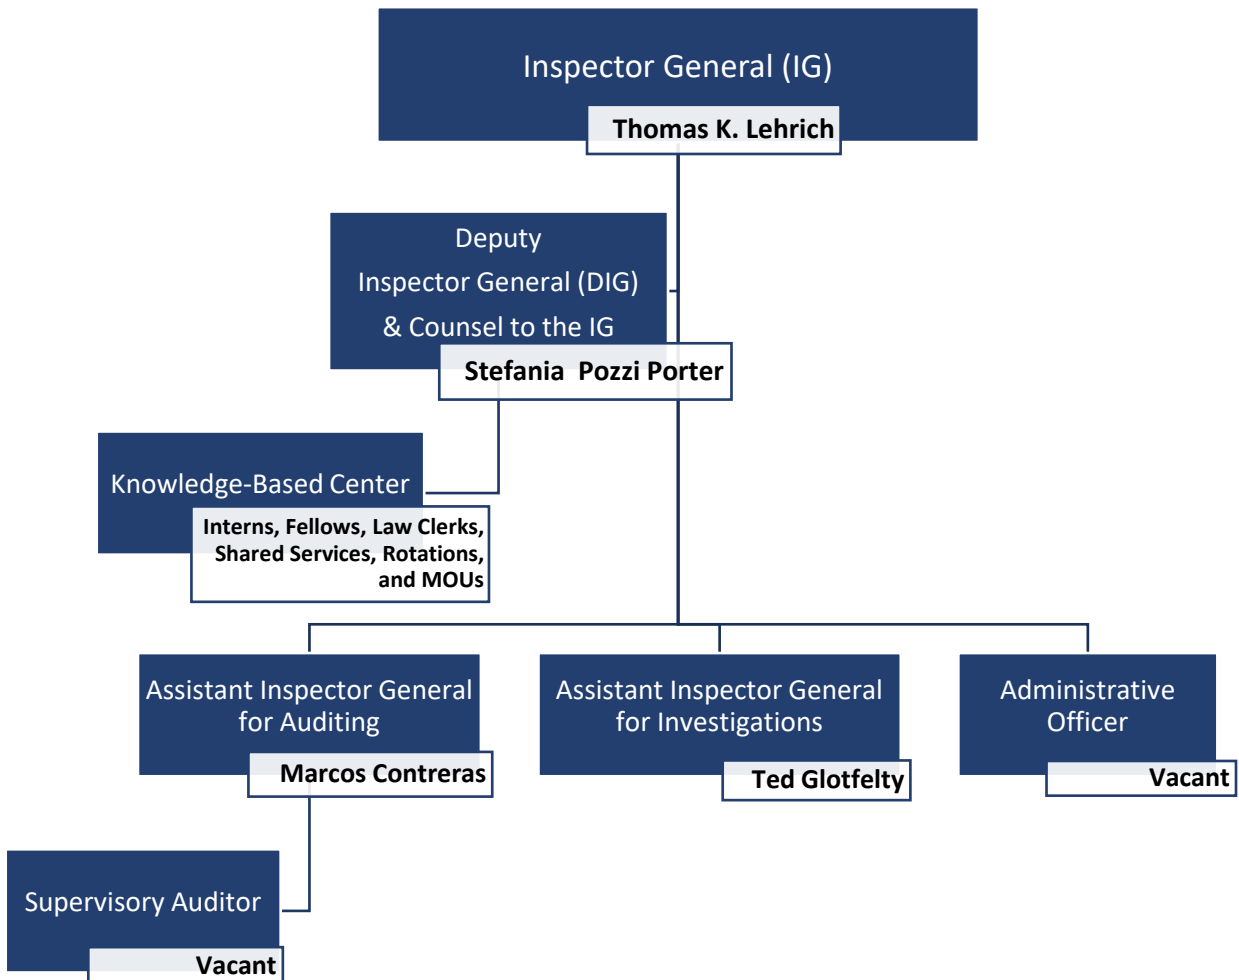 Inspector General (IG)
Thomas K. Lehrich
Deputy
Inspector General (DIG)
& Counsel to the IG
Stefania  Pozzi Porter
Knowledge-Based Center
Interns, Fellows, Law Clerks,
Shared Services, Rotations,
and MOUs
Assistant Inspector General
for Auditing
Marcos Contreras
Assistant Inspector General
for Investigations
Ted Glotfelty
Administrative
Officer
Vacant
Supervisory Auditor
Vacant